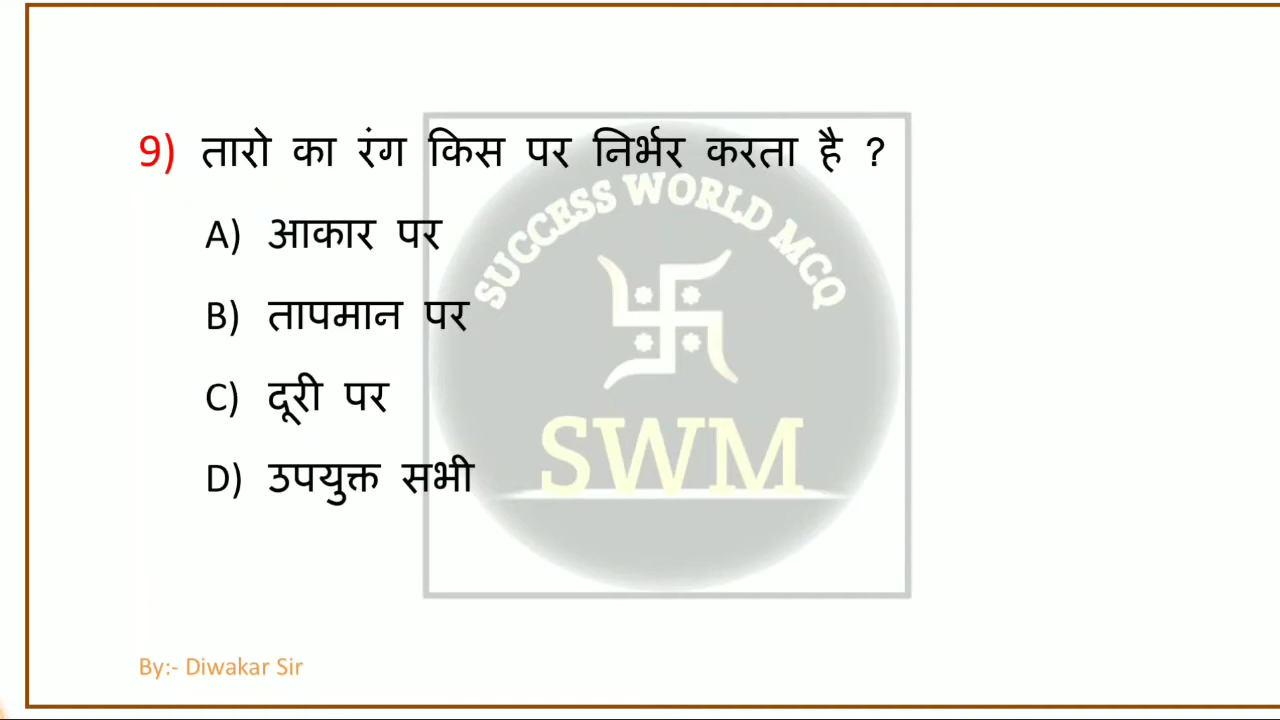 9) तारो का रंग किस पर निर्भर करता है ?
A) आकार पर
B) तापमान पर
C) दूरी पर
D) उपयुक्त सभी
SUCCESS WORLD MCQ
SWM
By:- Diwakar Sir